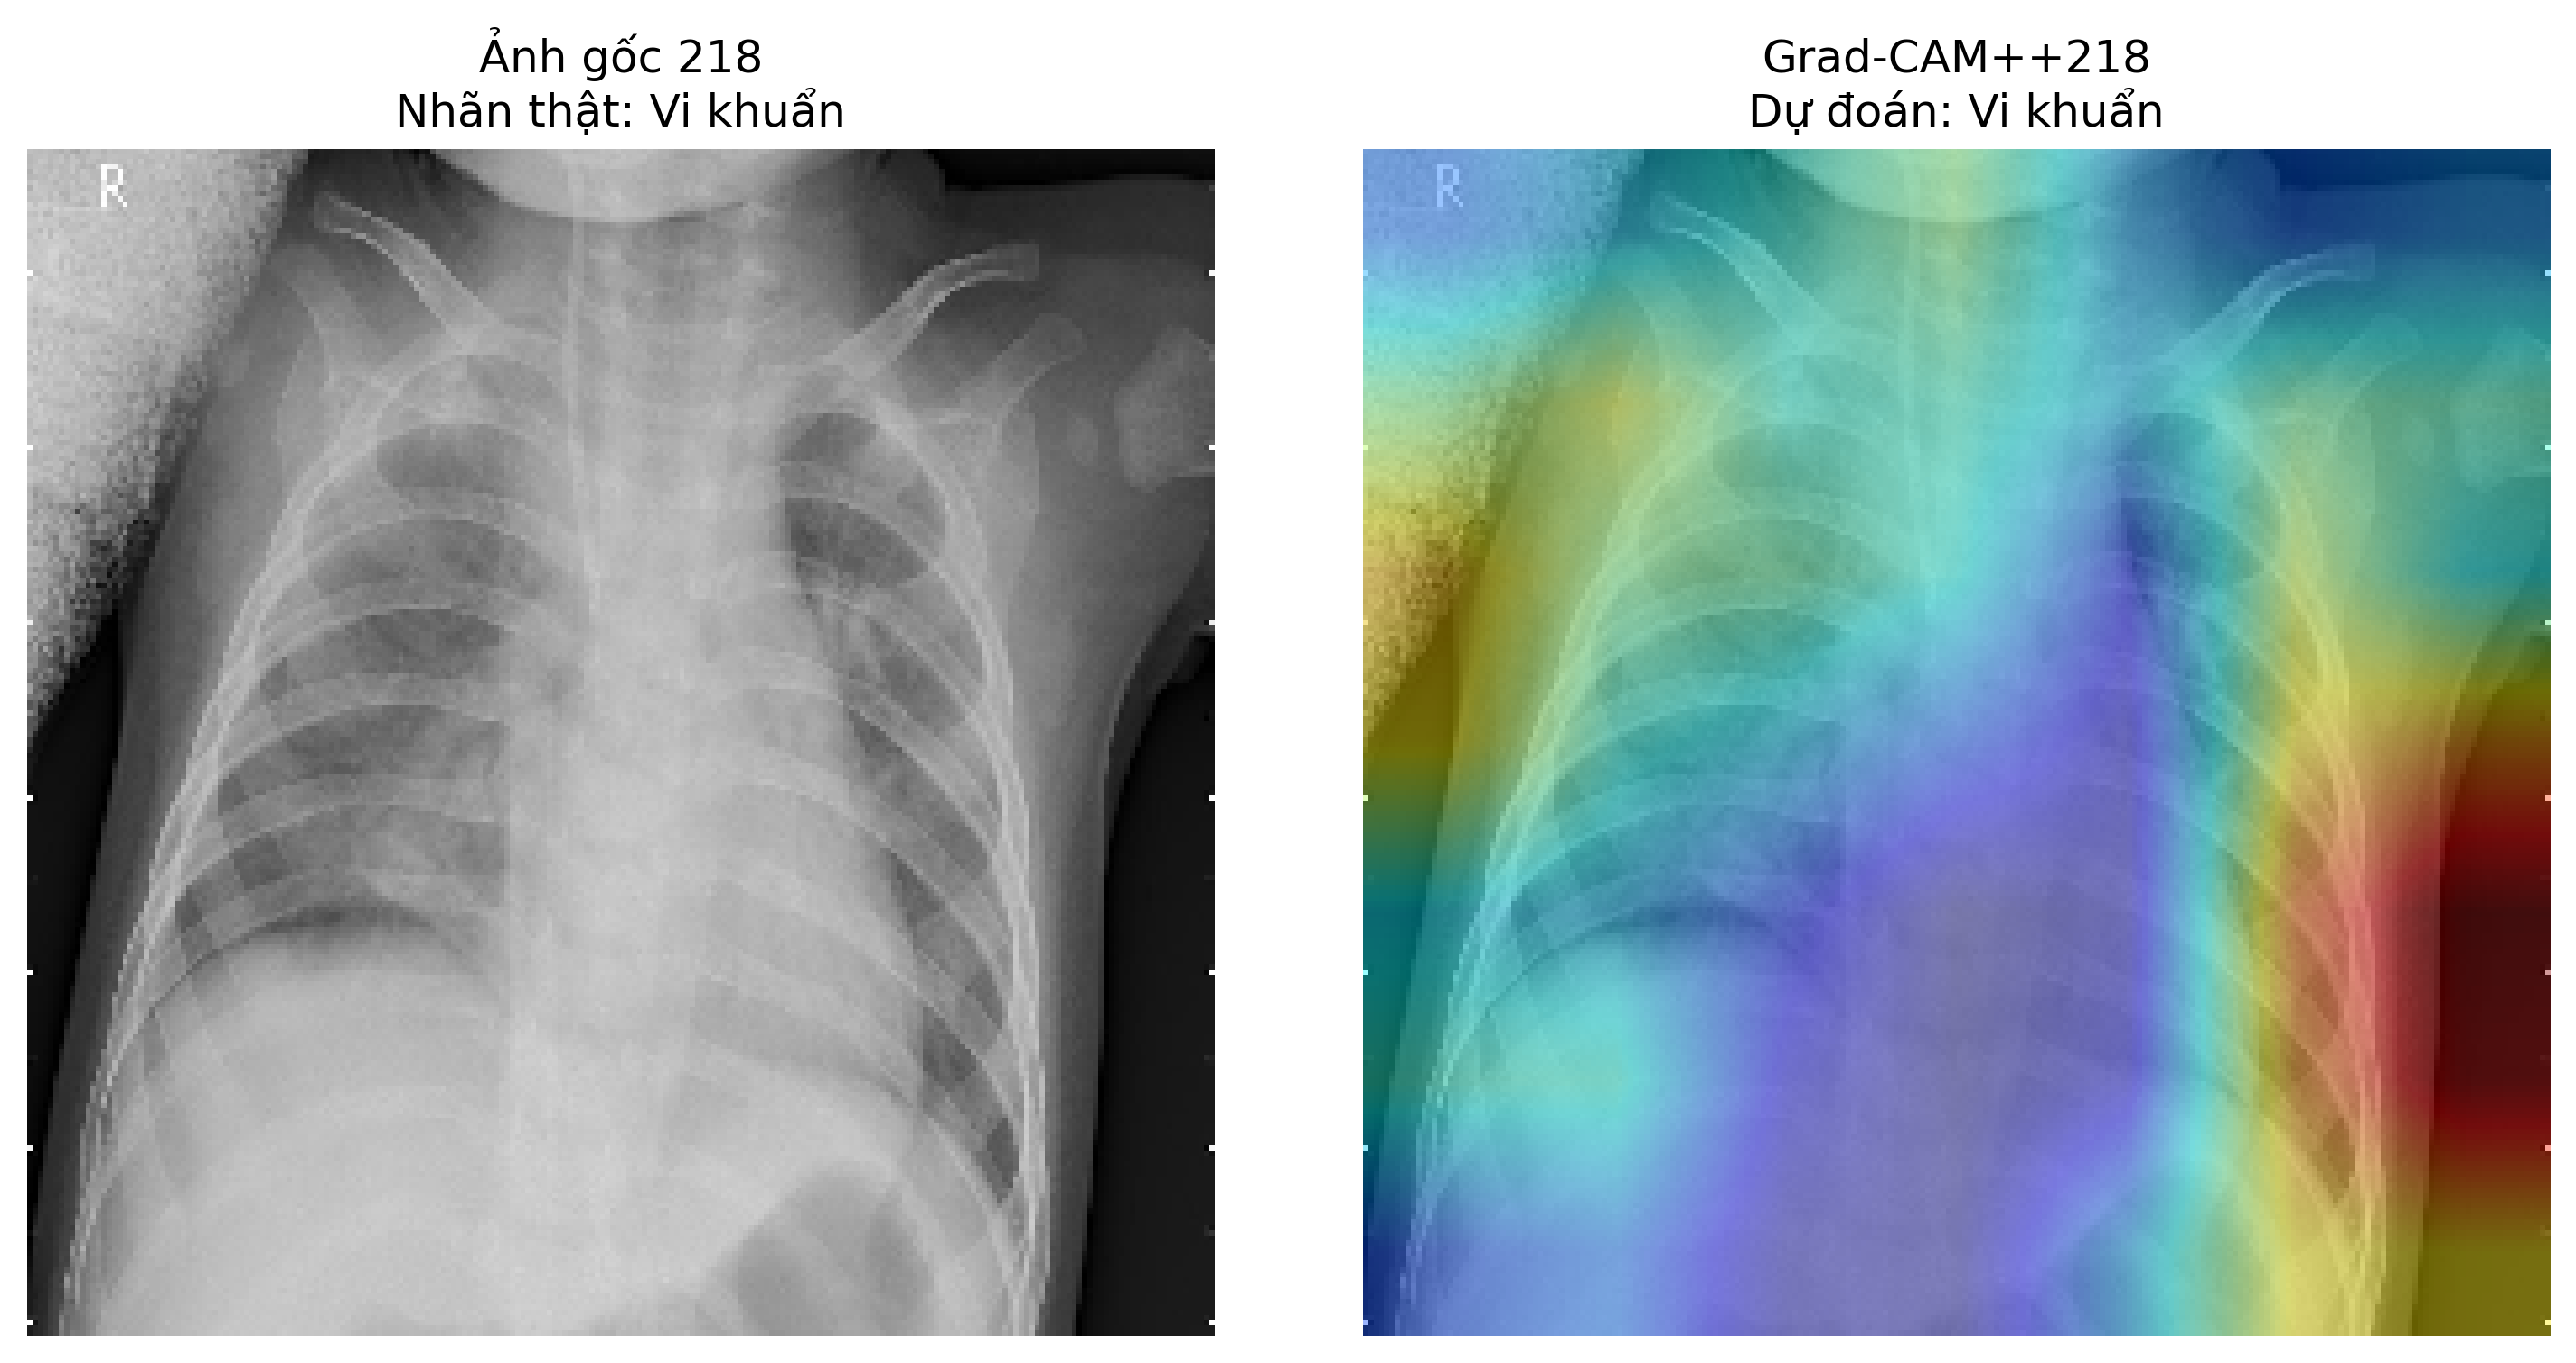 Ảnh gốc 218
Nhãn thật: Vi khuẩn
R
Grad-CAM++218
Dự đoán: Vi khuẩn
R